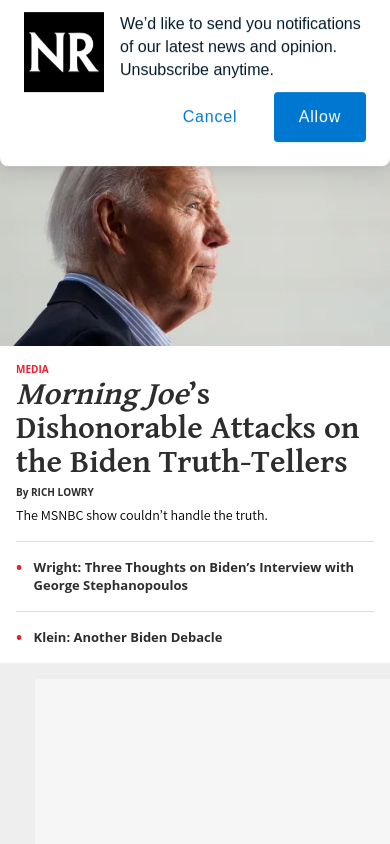 NR
We’d like to send you notifications
of our latest news and opinion.
Unsubscribe anytime.
Cancel
Allow
MEDIA
Morning Joe’s
Dishonorable Attacks on
the Biden Truth-Tellers
By RICH LOWRY
The MSNBC show couldn’t handle the truth.
• Wright: Three Thoughts on Biden’s Interview with
George Stephanopoulos
• Klein: Another Biden Debacle